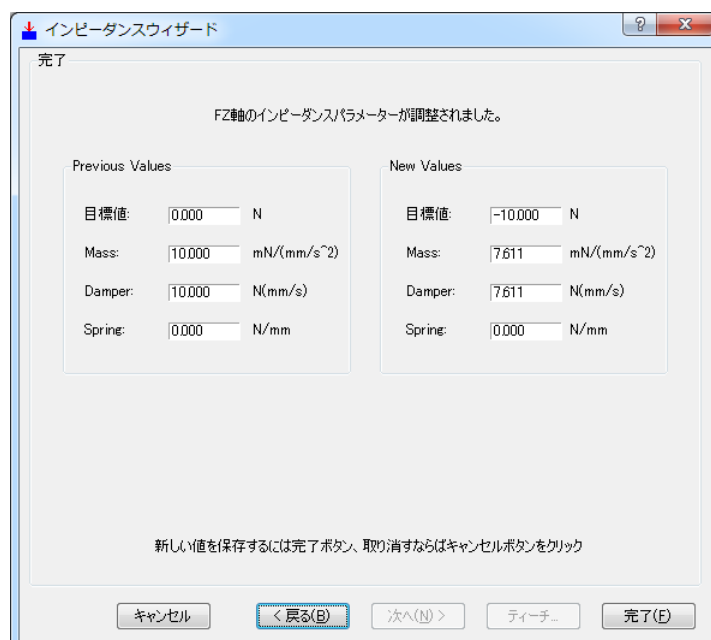 インピーダンスウィザード
完了
FZ軸のインピーダンスパラメーターが調整されました。
Previous Values
目標値: 0.000 N
Mass: 10.000 mN/(mm/s^2)
Damper: 10.000 N(mm/s)
Spring: 0.000 N/mm
New Values
目標値: -10.000 N
Mass: 7.611 mN/(mm/s^2)
Damper: 7.611 N(mm/s)
Spring: 0.000 N/mm
新しい値を保存するには完了ボタン、取り消すならばキャンセルボタンをクリック
キャンセル < 戻る(B) 次へ(N) > ティーチ... 完了(F)